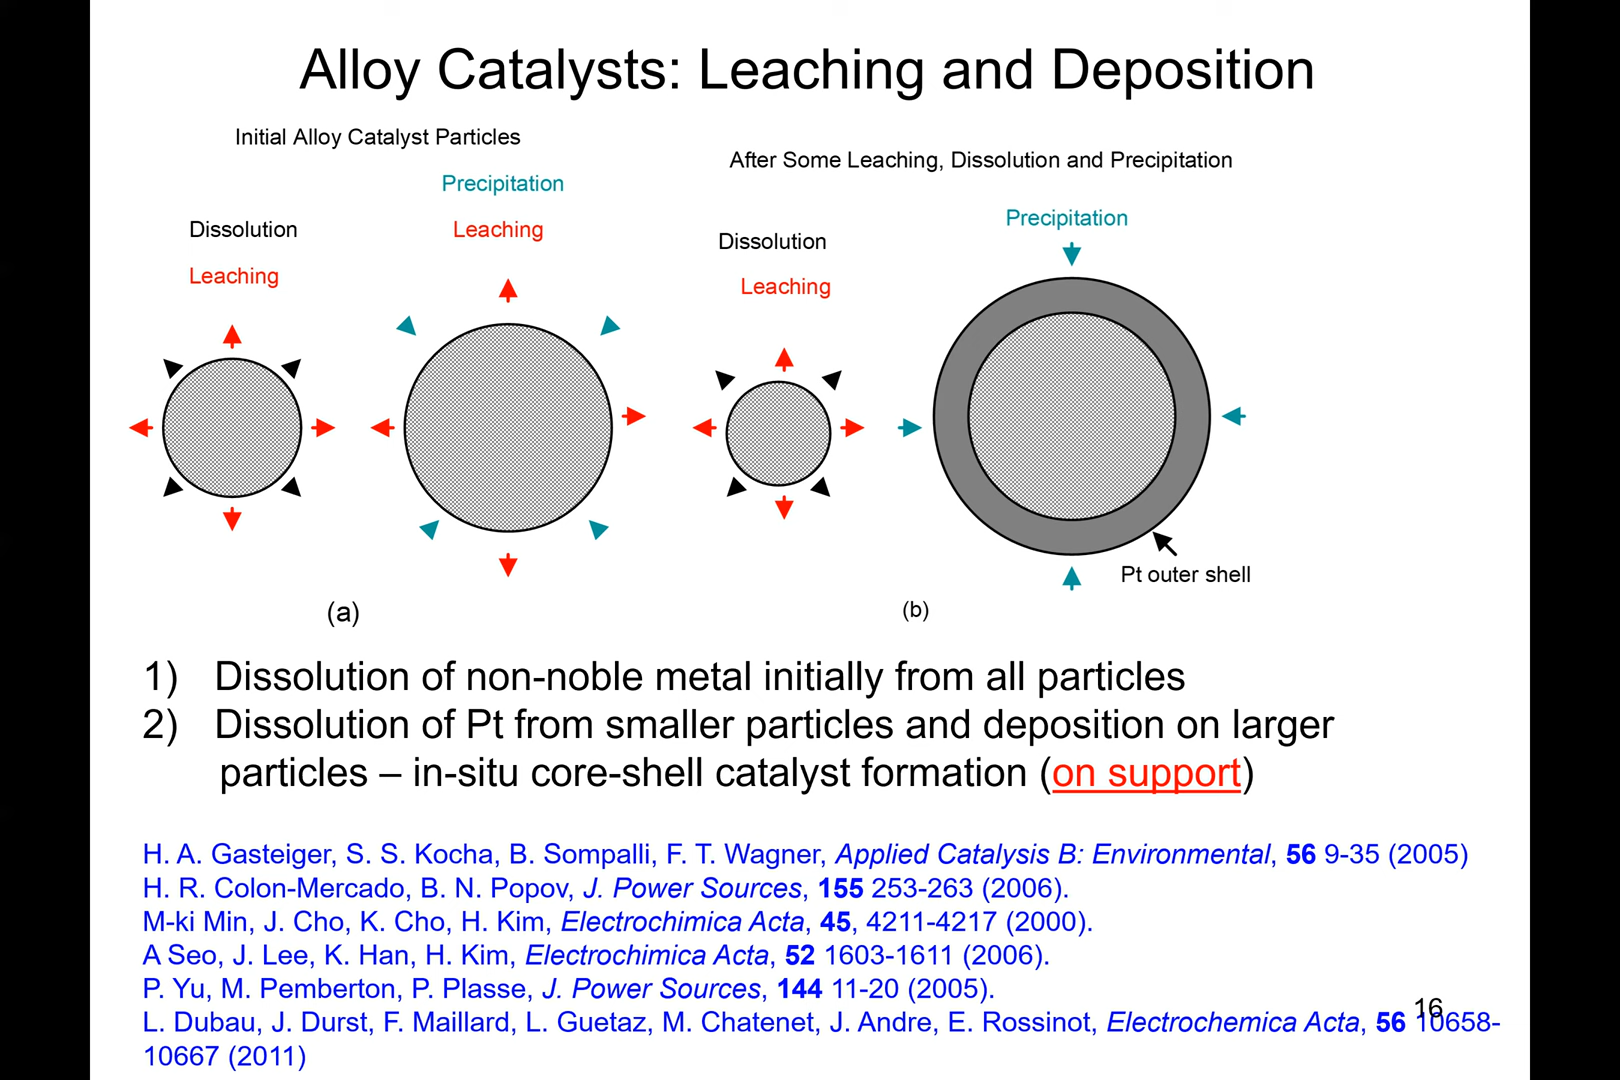 Alloy Catalysts: Leaching and Deposition
Initial Alloy Catalyst Particles
After Some Leaching, Dissolution and Precipitation
Precipitation
Dissolution
Leaching
Leaching
Precipitation
Dissolution
Leaching
Pt outer shell
(a)
(b)
1) Dissolution of non-noble metal initially from all particles
2) Dissolution of Pt from smaller particles and deposition on larger
particles – in-situ core-shell catalyst formation (on support)
H. A. Gasteiger, S. S. Kocha, B. Sompalli, F. T. Wagner, Applied Catalysis B: Environmental, 56 9-35 (2005)
H. R. Colon-Mercado, B. N. Popov, J. Power Sources, 155 253-263 (2006).
M-ki Min, J. Cho, K. Cho, H. Kim, Electrochimica Acta, 45, 4211-4217 (2000).
A Seo, J. Lee, K. Han, H. Kim, Electrochimica Acta, 52 1603-1611 (2006).
P. Yu, M. Pemberton, P. Plasse, J. Power Sources, 144 11-20 (2005).
L. Dubau, J. Durst, F. Maillard, L. Guetaz, M. Chatenet, J. Andre, E. Rossinot, Electrochemica Acta, 56 10658-
10667 (2011)
16